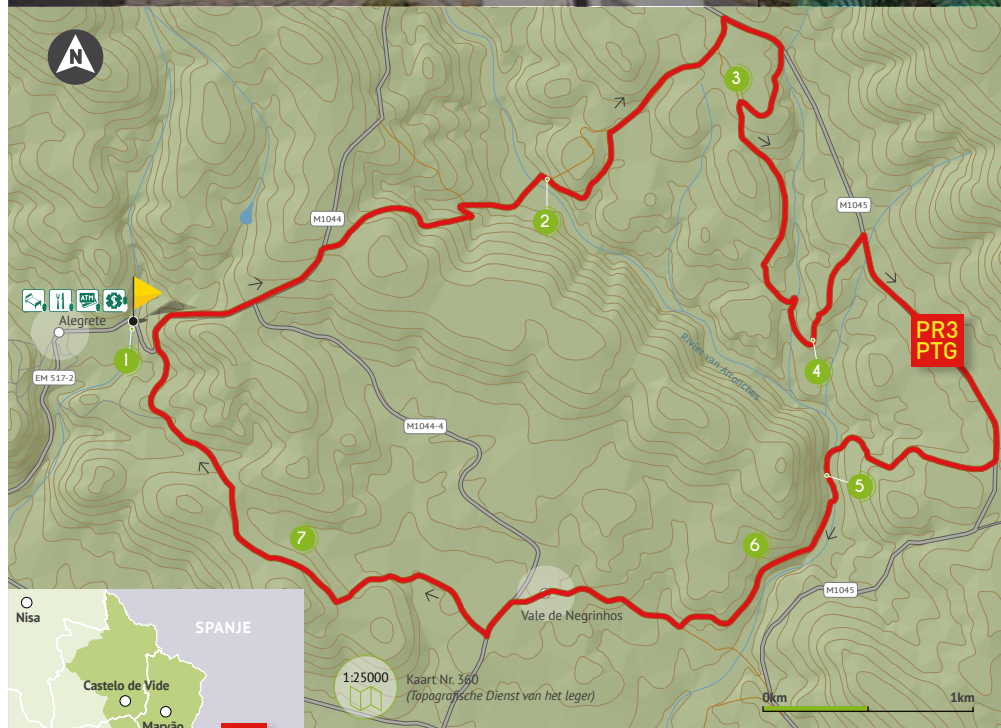 N
3
2
M1044
M1045
ATM
Alegrete
1
EM 517-2
PR3
PTG
Rivier van Arronches
4
M1044-4
5
6
7
M1045
Vale de Negrinhos
Nisa
SPANJE
Castelo de Vide
Marvão
1:25000
Kaart Nr. 360
(Topografische Dienst van het leger)
0km
1km